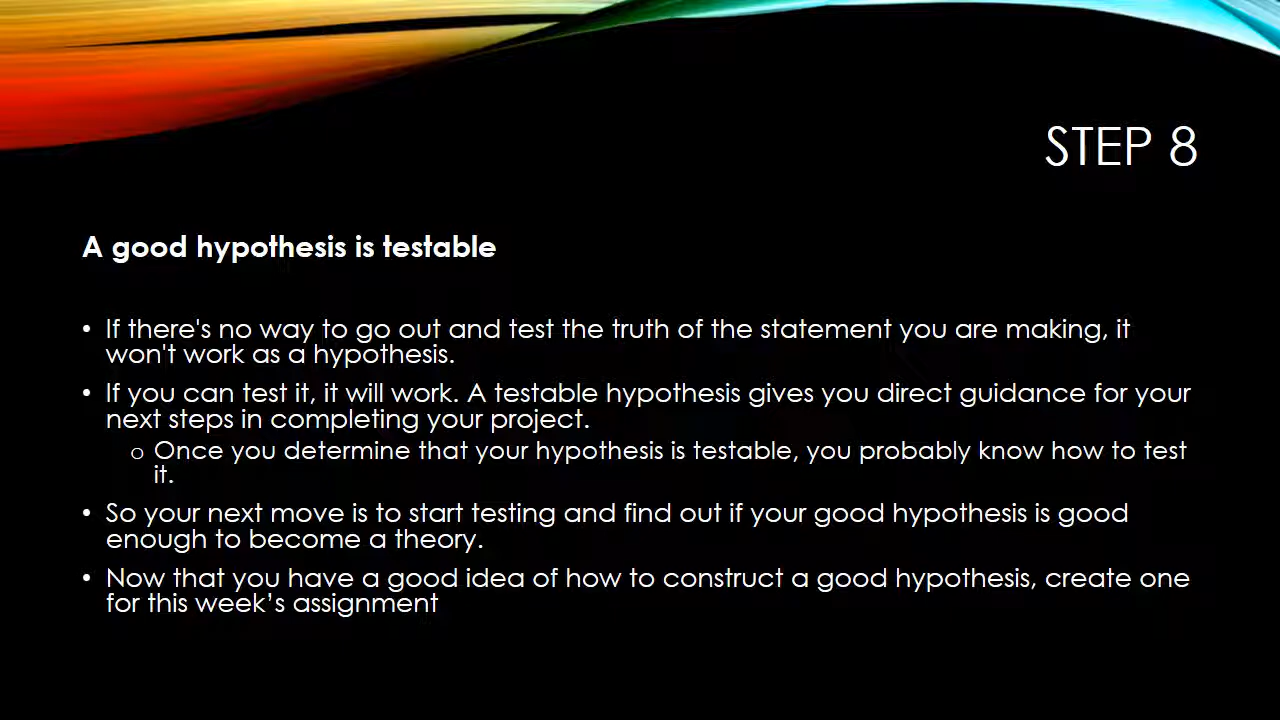 STEP 8
A good hypothesis is testable
• If there's no way to go out and test the truth of the statement you are making, it
won't work as a hypothesis.
• If you can test it, it will work. A testable hypothesis gives you direct guidance for your
next steps in completing your project.
o Once you determine that your hypothesis is testable, you probably know how to test
it.
• So your next move is to start testing and find out if your good hypothesis is good
enough to become a theory.
• Now that you have a good idea of how to construct a good hypothesis, create one
for this week’s assignment